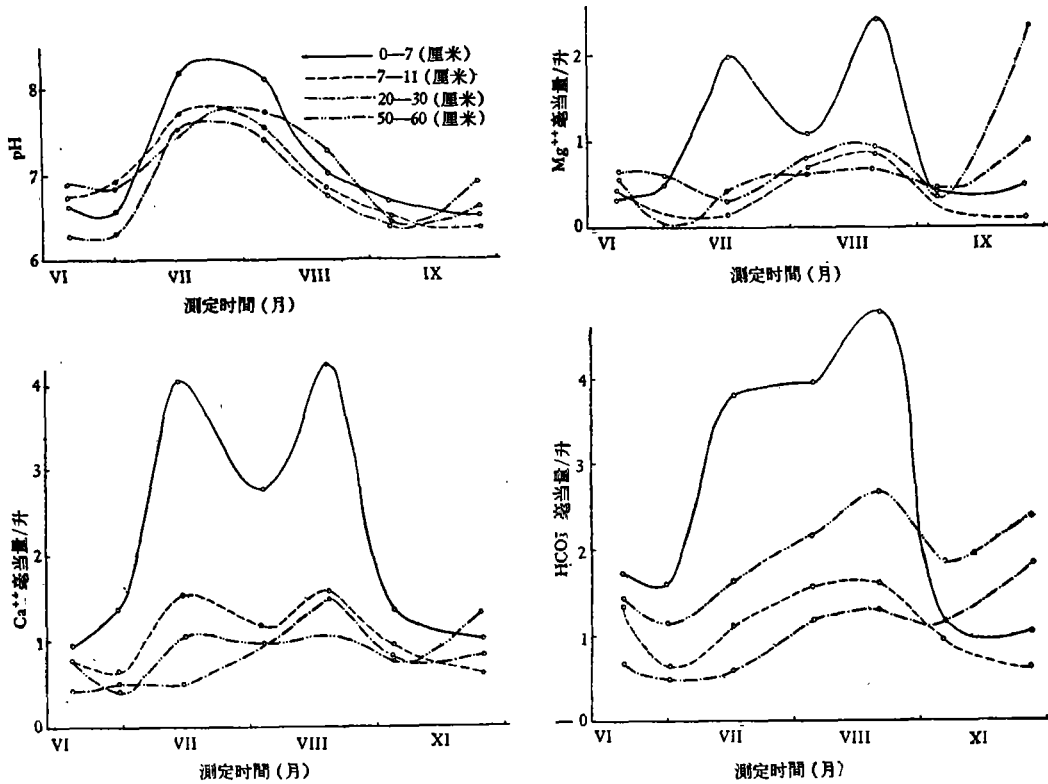 pH
8
7
6
0—7 (厘米)
7—11 (厘米)
20—30 (厘米)
50—60 (厘米)
VI
VII
VIII
IX
測定时間 (月)
Mg⁺⁺毫当量/升
2
1
0
VI
VII
VIII
IX
測定时間 (月)
Ca⁺⁺毫当量/升
4
3
2
1
0
VI
VII
VIII
XI
測定时間 (月)
HCO₃⁻ 毫当量/升
4
3
2
1
0
VI
VII
VIII
XI
測定时間 (月)